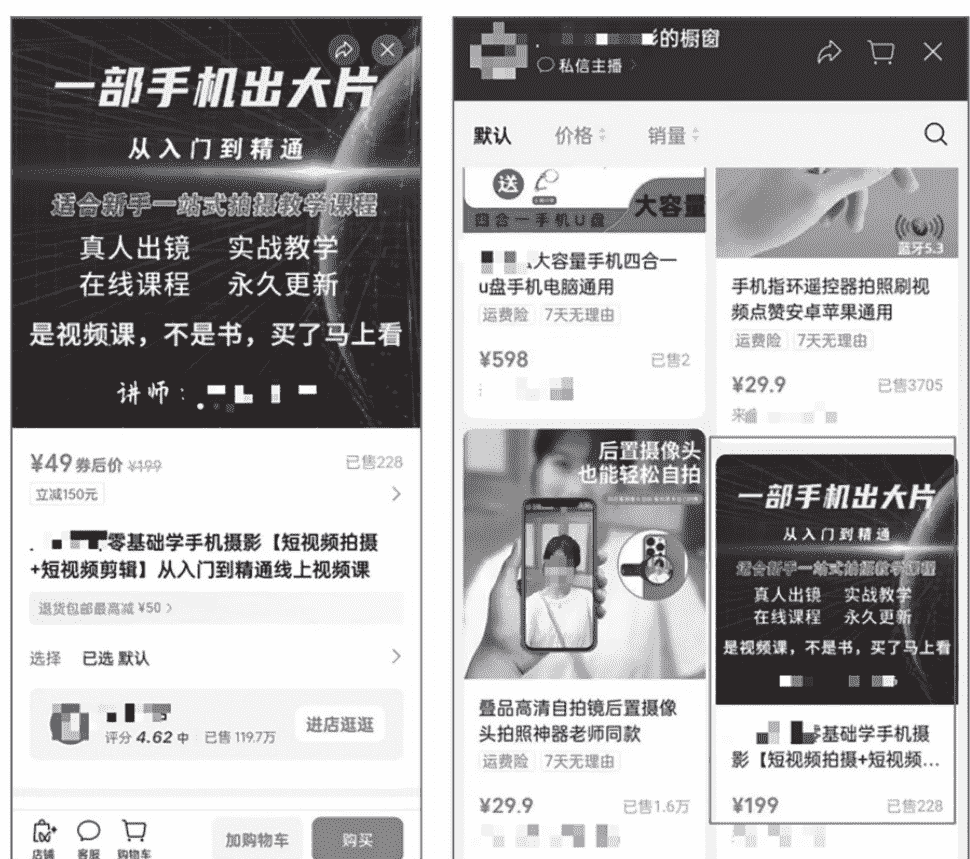 一部手机出大片
从入门到精通
适合新手一站式拍摄教学课程
真人出镜 实战教学
在线课程 永久更新
是视频课，不是书，买了马上看
讲师：
¥49 券后价 ¥199 已售228
立减150元
零基础学手机摄影【短视频拍摄
+短视频剪辑】从入门到精通线上视频课
退货包邮最高减 ¥50
选择 已选 默认
评分 4.62 中 已售 119.7万
进店逛逛
店铺 客服 购物车 加购物车 购买
的橱窗
私信主播
默认 价格 销量
送
四合一手机U盘
大容量
大容量手机四合一
u盘手机电脑通用
运费险 7天无理由
¥598 已售2
蓝牙5.3
手机指环遥控器拍照刷视
频点赞安卓苹果通用
运费险 7天无理由
¥29.9 已售3705
来
后置摄像头
也能轻松自拍
叠品高清自拍镜后置摄像
头拍照神器老师同款
运费险 7天无理由
¥29.9 已售1.6万
一部手机出大片
从入门到精通
适合新手一站式拍摄教学课程
真人出镜 实战教学
在线课程 永久更新
是视频课，不是书，买了马上看
基础学手机摄
影【短视频拍摄+短视频...
¥199 已售228